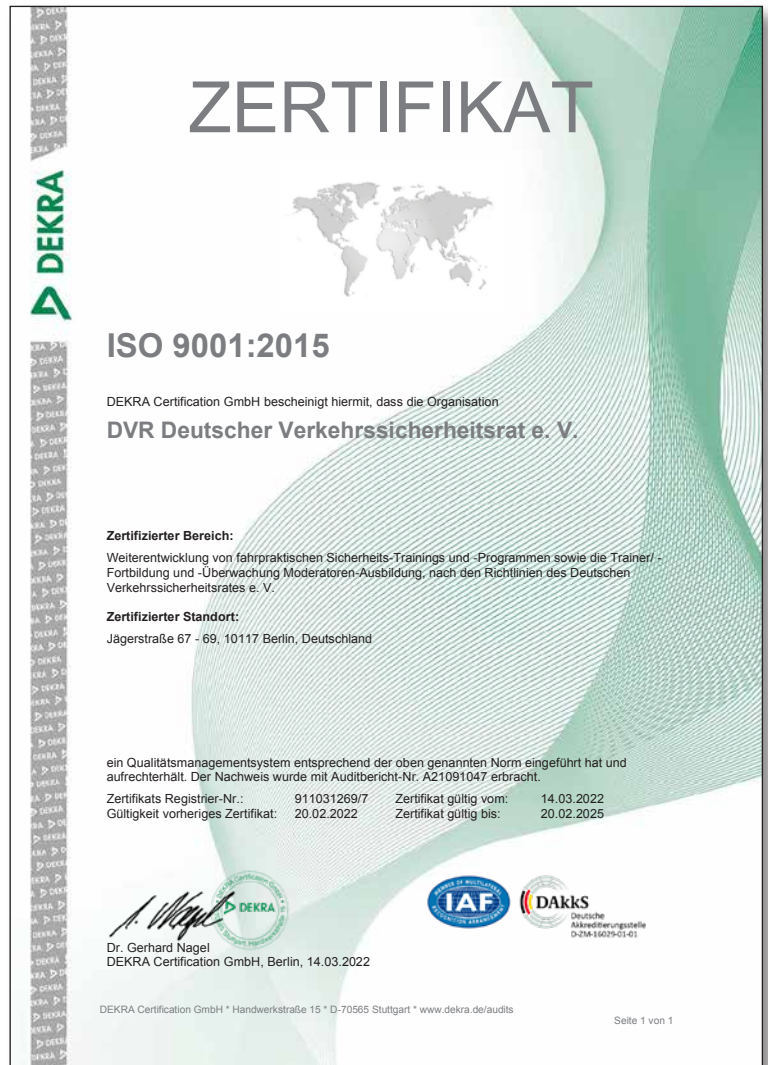 DEKRA
ZERTIFIKAT
ISO 9001:2015
DEKRA Certification GmbH bescheinigt hiermit, dass die Organisation
DVR Deutscher Verkehrssicherheitsrat e. V.
Zertifizierter Bereich:
Weiterentwicklung von fahrpraktischen Sicherheits-Trainings und -Programmen sowie die Trainer/ -
Fortbildung und -Überwachung Moderatoren-Ausbildung, nach den Richtlinien des Deutschen
Verkehrssicherheitsrates e. V.
Zertifizierter Standort:
Jägerstraße 67 - 69, 10117 Berlin, Deutschland
ein Qualitätsmanagementsystem entsprechend der oben genannten Norm eingeführt hat und
aufrechterhält. Der Nachweis wurde mit Auditbericht-Nr. A21091047 erbracht.
Zertifikats Registrier-Nr.: 911031269/7 Zertifikat gültig vom: 14.03.2022
Gültigkeit vorheriges Zertifikat: 20.02.2022 Zertifikat gültig bis: 20.02.2025
DEKRA
MEMBER OF MULTILATERAL
IAF
RECOGNITION ARRANGEMENT
DAkkS
Deutsche
Akkreditierungsstelle
D-ZM-16029-01-01
Dr. Gerhard Nagel
DEKRA Certification GmbH, Berlin, 14.03.2022
DEKRA Certification GmbH * Handwerkstraße 15 * D-70565 Stuttgart * www.dekra.de/audits
Seite 1 von 1